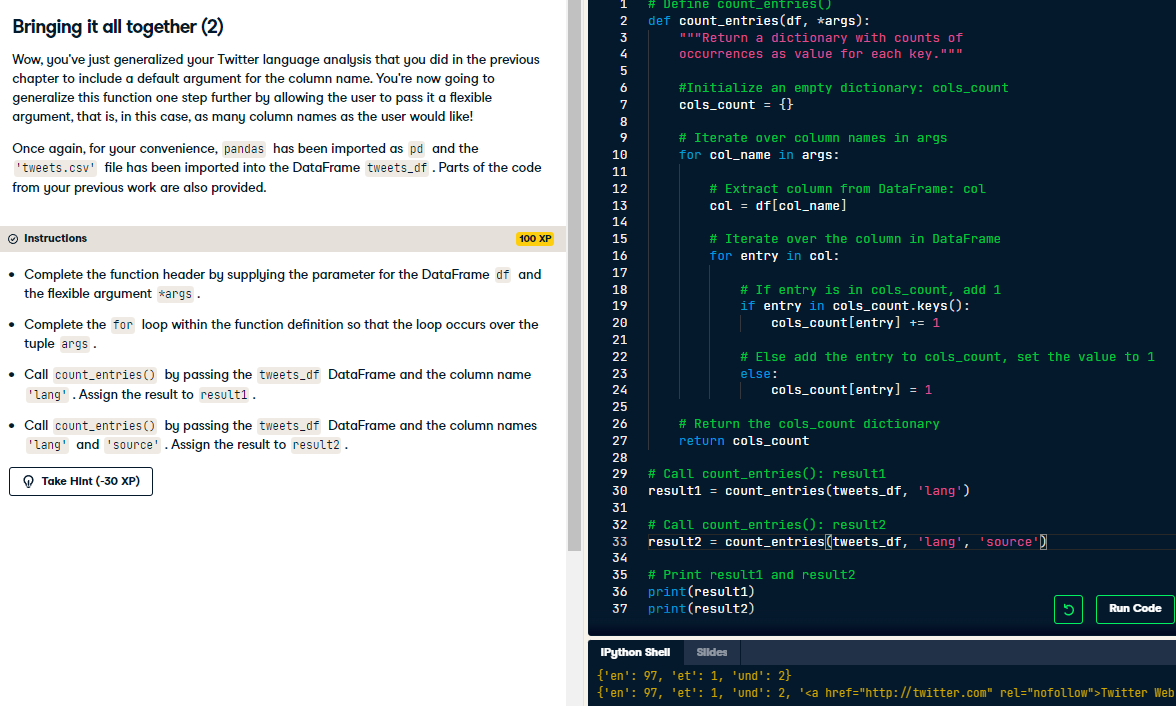 Bringing it all together (2)
Wow, you've just generalized your Twitter language analysis that you did in the previous
chapter to include a default argument for the column name. You're now going to
generalize this function one step further by allowing the user to pass it a flexible
argument, that is, in this case, as many column names as the user would like!
Once again, for your convenience, pandas has been imported as pd and the
'tweets.csv' file has been imported into the DataFrame tweets_df. Parts of the code
from your previous work are also provided.
Instructions 100 XP
Complete the function header by supplying the parameter for the DataFrame df and
the flexible argument *args.
Complete the for loop within the function definition so that the loop occurs over the
tuple args.
Call count_entries() by passing the tweets_df DataFrame and the column name
'lang'. Assign the result to result1.
Call count_entries() by passing the tweets_df DataFrame and the column names
'lang' and 'source'. Assign the result to result2.
Take Hint (-30 XP)
1 # Define count_entries()
2 def count_entries(df, *args):
3 """Return a dictionary with counts of
4 occurrences as value for each key."""
5
6 #Initialize an empty dictionary: cols_count
7 cols_count = {}
8
9 # Iterate over column names in args
10 for col_name in args:
11
12 # Extract column from DataFrame: col
13 col = df[col_name]
14
15 # Iterate over the column in DataFrame
16 for entry in col:
17
18 # If entry is in cols_count, add 1
19 if entry in cols_count.keys():
20 cols_count[entry] += 1
21
22 # Else add the entry to cols_count, set the value to 1
23 else:
24 cols_count[entry] = 1
25
26 # Return the cols_count dictionary
27 return cols_count
28
29 # Call count_entries(): result1
30 result1 = count_entries(tweets_df, 'lang')
31
32 # Call count_entries(): result2
33 result2 = count_entries(tweets_df, 'lang', 'source')
34
35 # Print result1 and result2
36 print(result1)
37 print(result2)
Run Code
IPython Shell Slides
{'en': 97, 'et': 1, 'und': 2}
{'en': 97, 'et': 1, 'und': 2, '<a href="http://twitter.com" rel="nofollow">Twitter Web